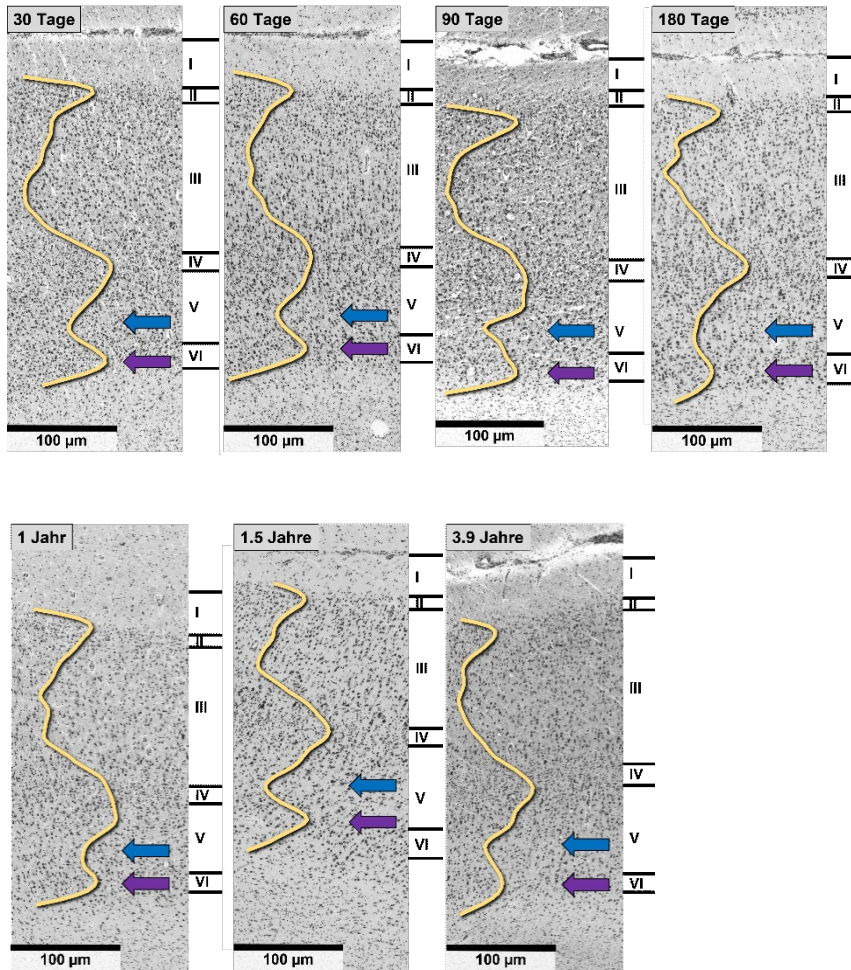 30 Tage
I
II
III
IV
V
VI
100 µm
60 Tage
I
II
III
IV
V
VI
100 µm
90 Tage
I
II
III
IV
V
VI
100 µm
180 Tage
I
II
III
IV
V
VI
100 µm
1 Jahr
I
II
III
IV
V
VI
100 µm
1.5 Jahre
I
II
III
IV
V
VI
100 µm
3.9 Jahre
I
II
III
IV
V
VI
100 µm